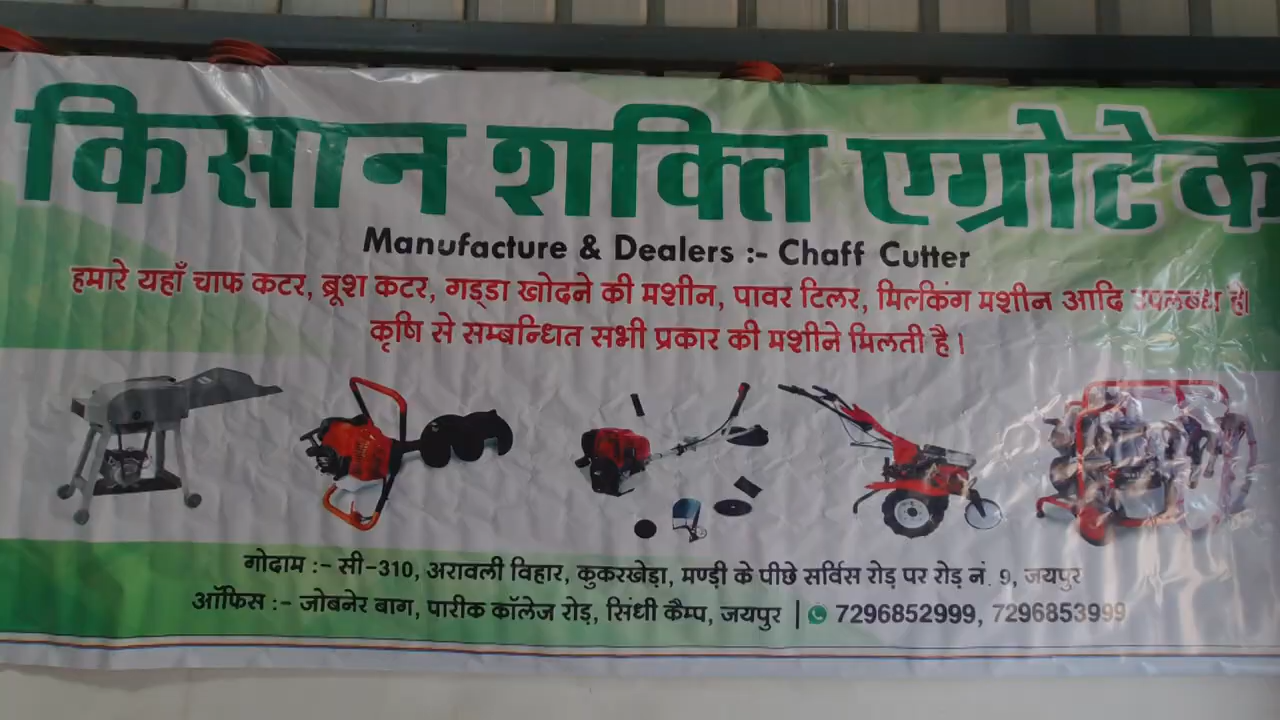 किसान शक्ति एग्रोटेक
Manufacture & Dealers :- Chaff Cutter
हमारे यहाँ चाफ कटर, ब्रूश कटर, गड्डा खोदने की मशीन, पावर टिलर, मिल्किंग मशीन आदि उपलब्ध है।
कृषि से सम्बन्धित सभी प्रकार की मशीने मिलती है ।
गोदाम :- सी-310, अरावली विहार, कुकरखेड़ा, मण्ड़ी के पीछे सर्विस रोड़ पर रोड़ नं. 9, जयपुर
ऑफिस :- जोबनेर बाग, पारीक कॉलेज रोड़, सिंधी कैम्प, जयपुर | 7296852999, 7296853999